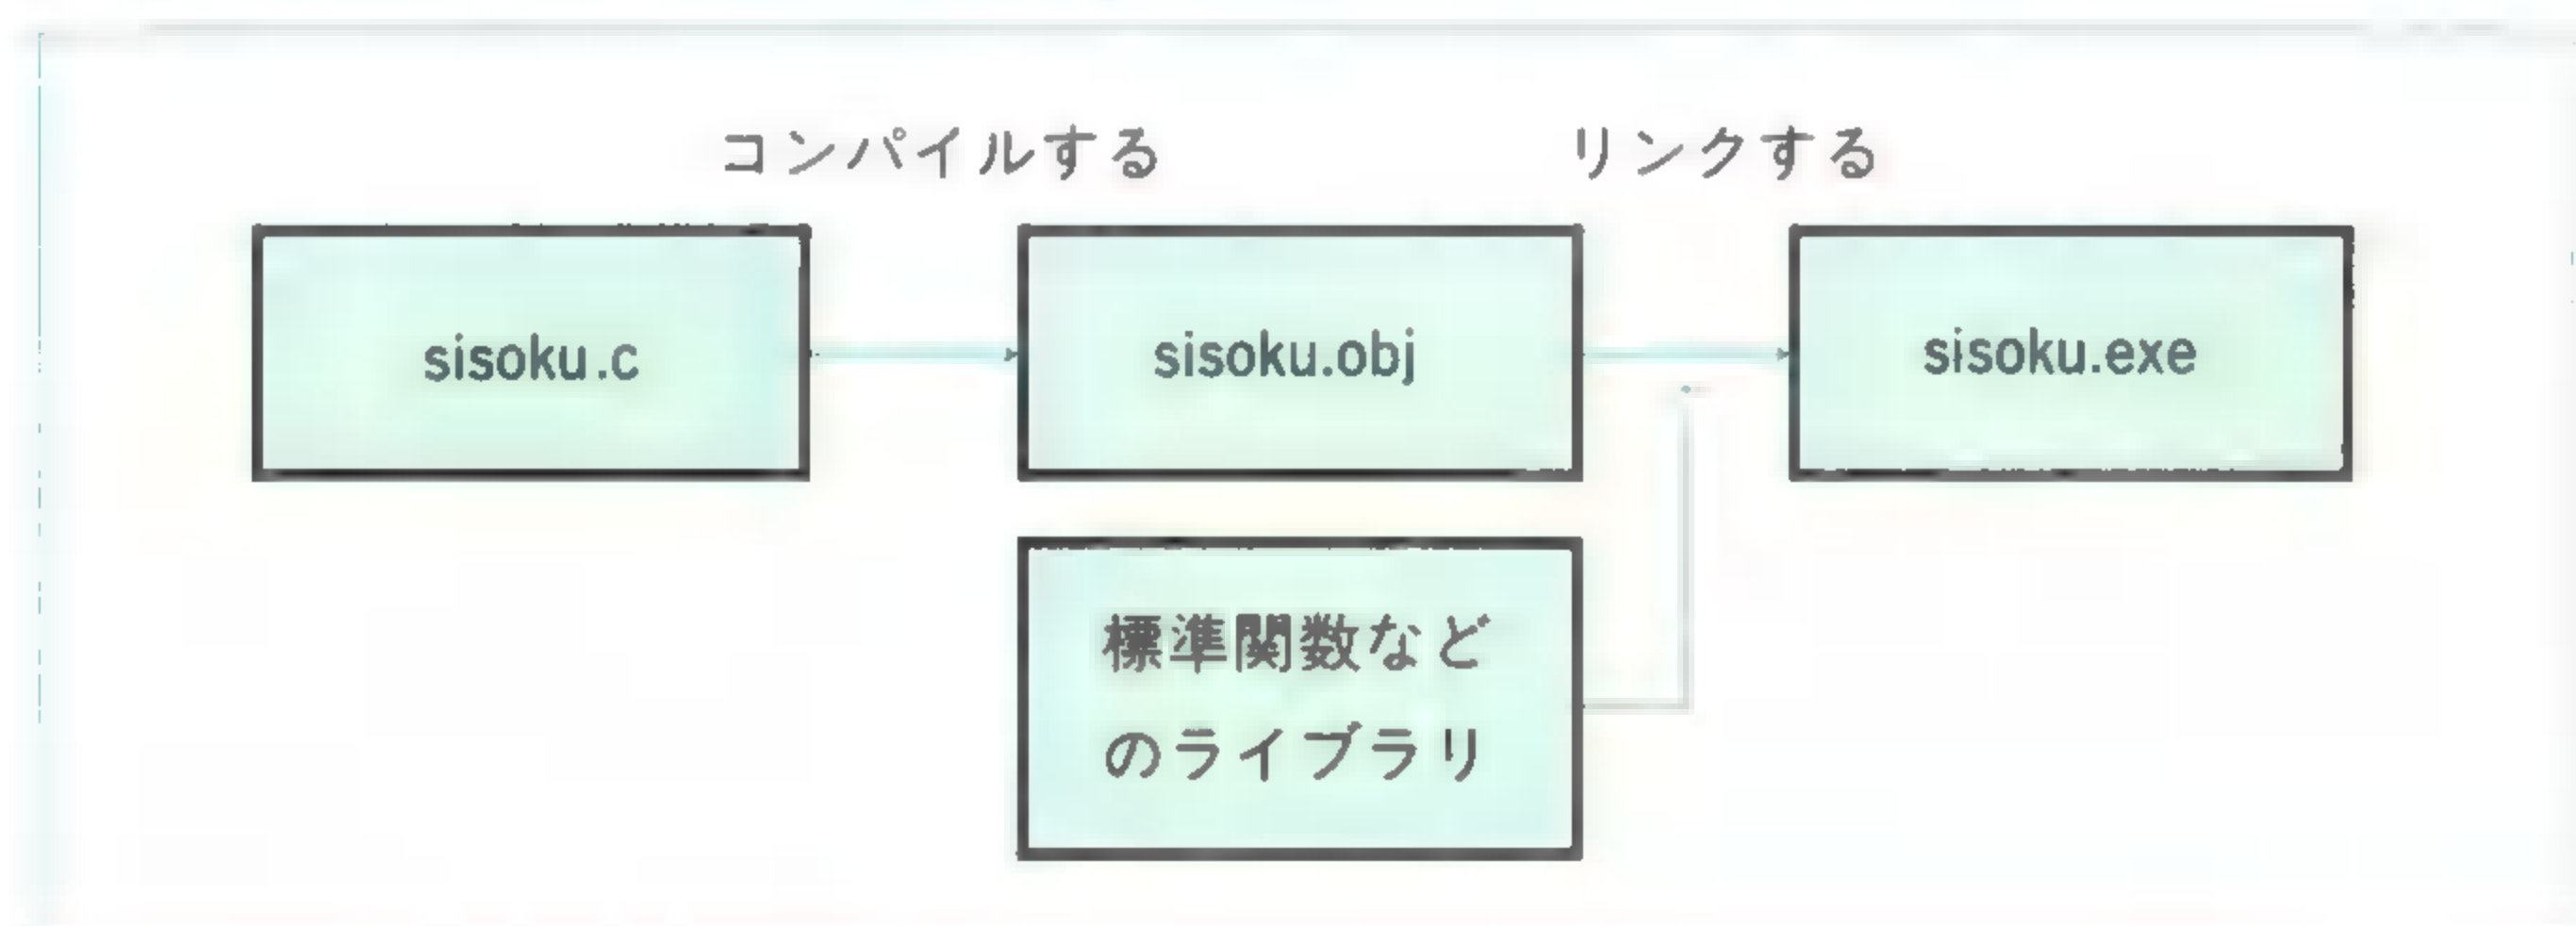 コンパイルする
リンクする
sisoku.c
sisoku.obj
sisoku.exe
標準関数など
のライブラリ